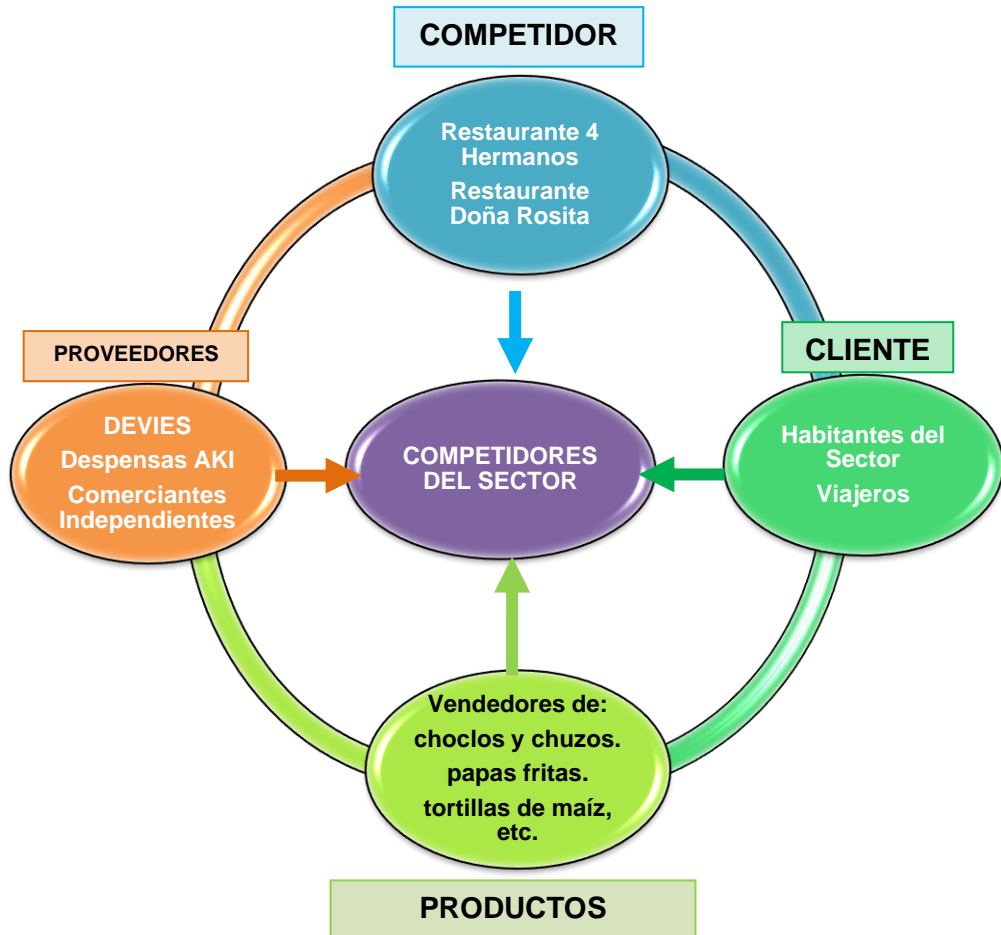 COMPETIDOR
Restaurante 4
Hermanos
Restaurante
Doña Rosita
PROVEEDORES
DEVIES
Despensas AKI
Comerciantes
Independientes
COMPETIDORES
DEL SECTOR
CLIENTE
Habitantes del
Sector
Viajeros
Vendedores de:
choclos y chuzos.
papas fritas.
tortillas de maíz,
etc.
PRODUCTOS